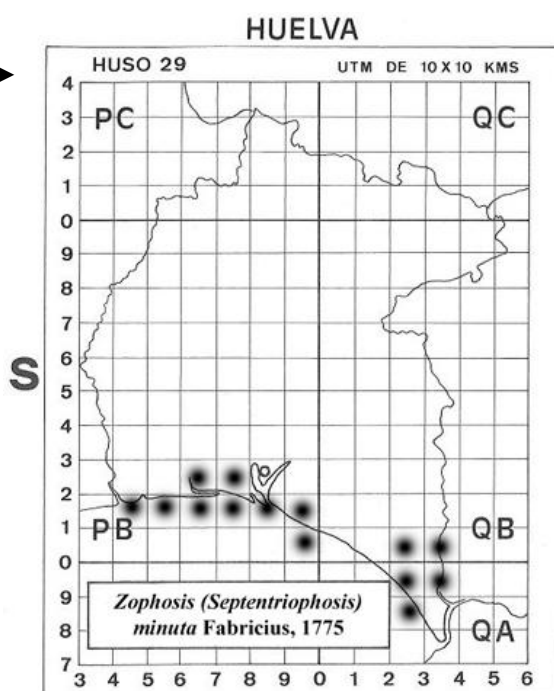 HUELVA
HUSO 29 UTM DE 10 X 10 KMS
4
PC QC
3
2
1
0
9
8
7
6
S
5
4
3
2
1
PB QB
0
9
Zophosis (Septentriophosis)
minuta Fabricius, 1775
8
QA
7
3 4 5 6 7 8 9 0 1 2 3 4 5 6